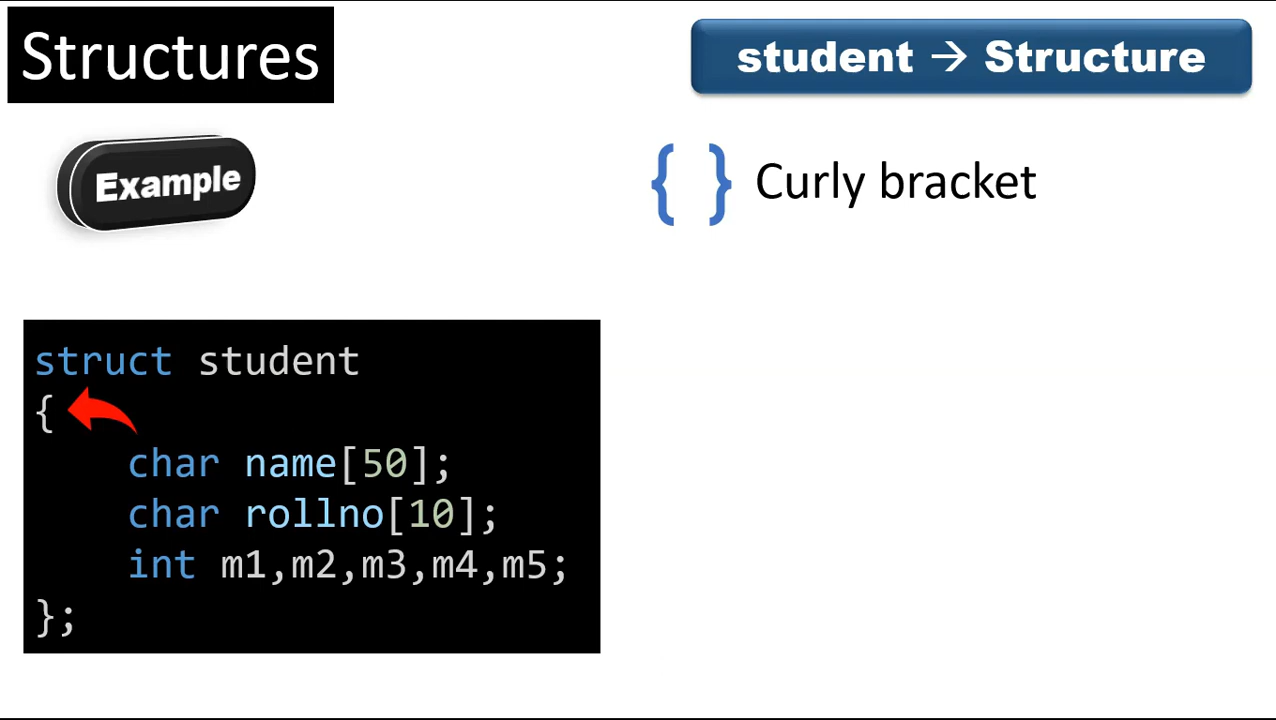 Structures
student → Structure
Example
{ } Curly bracket
struct student
{
    char name[50];
    char rollno[10];
    int m1,m2,m3,m4,m5;
};